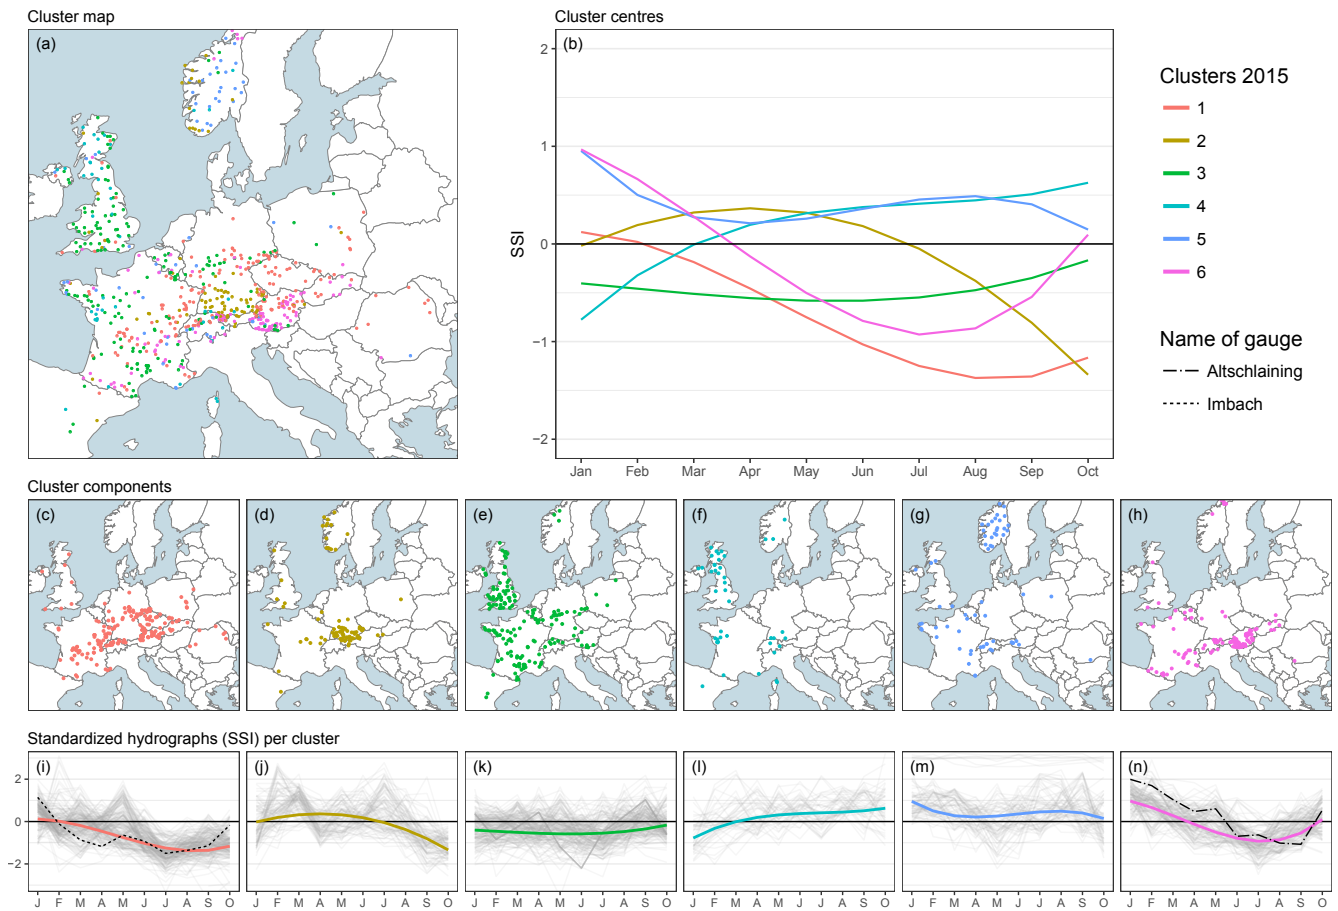 Cluster map
Cluster centres
(a)
(b)
2
1
0
−1
−2
SSI
Jan Feb Mar Apr May Jun Jul Aug Sep Oct
Clusters 2015
1
2
3
4
5
6
Name of gauge
Altschlaining
Imbach
Cluster components
(c) (d) (e) (f) (g) (h)
Standardized hydrographs (SSI) per cluster
(i) (j) (k) (l) (m) (n)
2
0
−2
J F M A M J J A S O J F M A M J J A S O J F M A M J J A S O J F M A M J J A S O J F M A M J J A S O J F M A M J J A S O